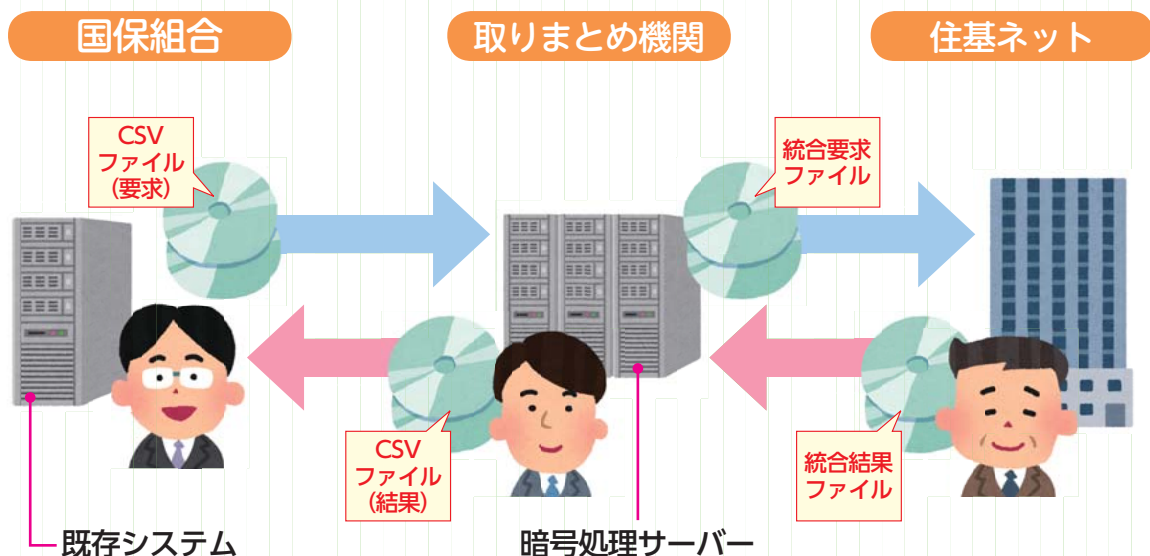 国保組合
取りまとめ機関
住基ネット
CSV
ファイル
(要求)
統合要求
ファイル
CSV
ファイル
(結果)
統合結果
ファイル
既存システム
暗号処理サーバー